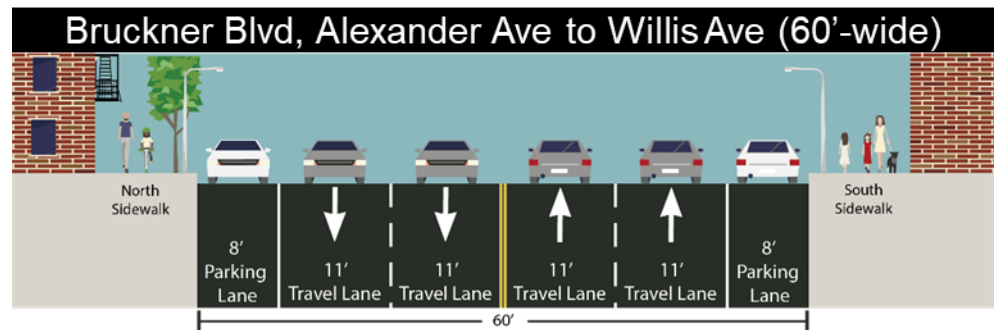 Bruckner Blvd, Alexander Ave to Willis Ave (60'-wide)
North
Sidewalk
South
Sidewalk
8'
Parking
Lane
11'
Travel Lane
11'
Travel Lane
11'
Travel Lane
11'
Travel Lane
8'
Parking
Lane
60'